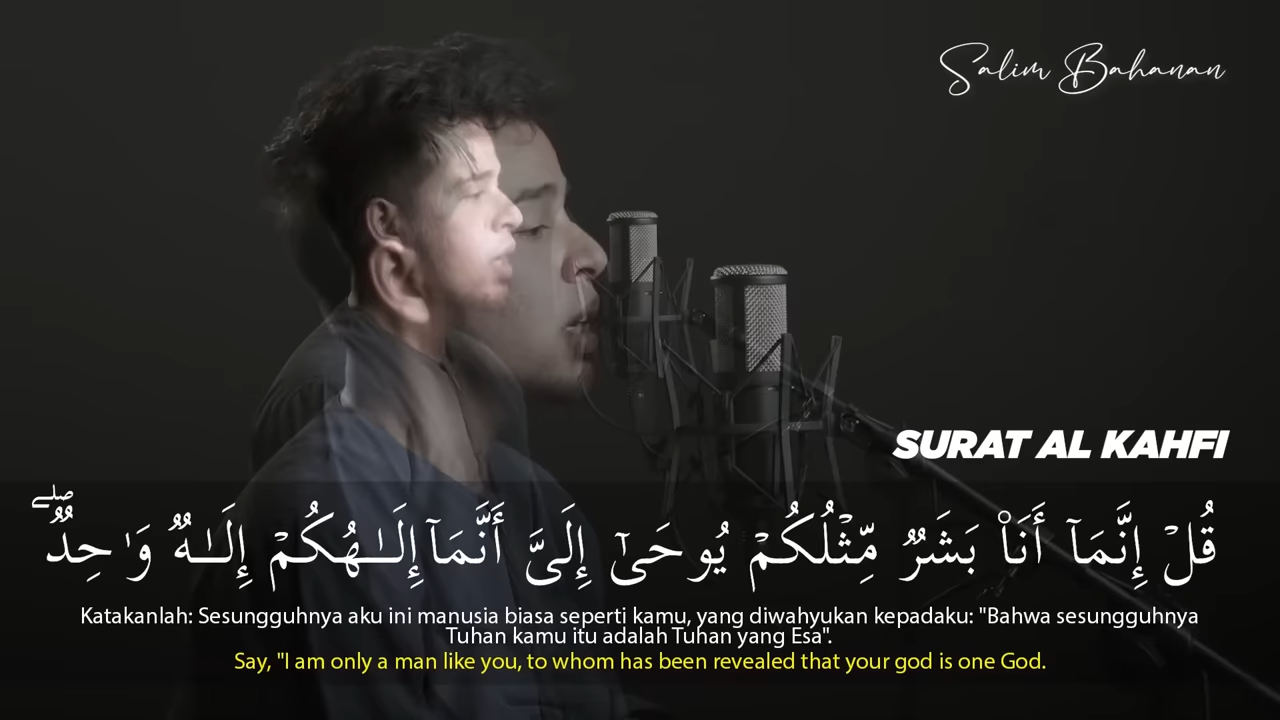 Salim Bahanan
SURAT AL KAHFI
قُلْ إِنَّمَآ أَنَا۠ بَشَرٌ مِّثْلُكُمْ يُوحَىٰٓ إِلَىَّ أَنَّمَآ إِلَـٰهُكُمْ إِلَـٰهٌ وَٰحِدٌ ۖ
Katakanlah: Sesungguhnya aku ini manusia biasa seperti kamu, yang diwahyukan kepadaku: "Bahwa sesungguhnya
Tuhan kamu itu adalah Tuhan yang Esa".
Say, "I am only a man like you, to whom has been revealed that your god is one God.